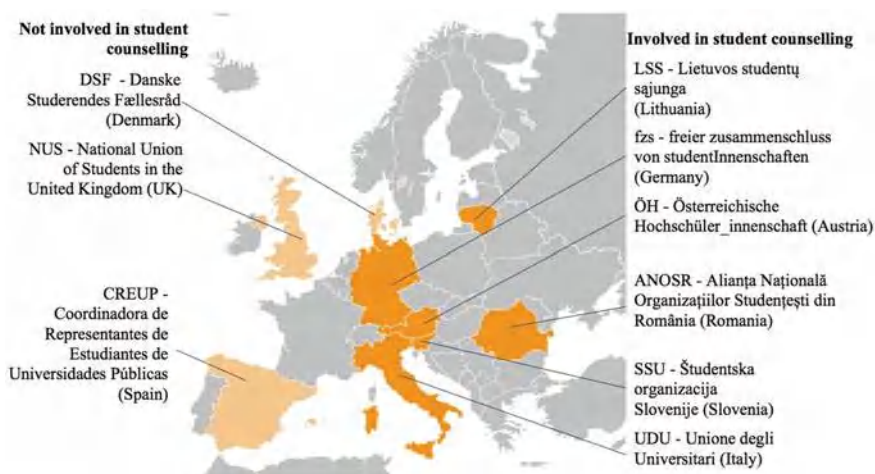 Not involved in student
counselling
DSF - Danske
Studerendes Fællesråd
(Denmark)
NUS - National Union
of Students in the
United Kingdom (UK)
CREUP -
Coordinadora de
Representantes de
Estudiantes de
Universidades Públicas
(Spain)
Involved in student counselling
LSS - Lietuvos studentų
sąjunga
(Lithuania)
fzs - freier zusammenschluss
von studentInnenschaften
(Germany)
ÖH - Österreichische
Hochschüler_innenschaft (Austria)
ANOSR - Alianța Națională
Organizațiilor Studențești din
România (Romania)
SSU - Študentska
organizacija
Slovenije (Slovenia)
UDU - Unione degli
Universitari (Italy)